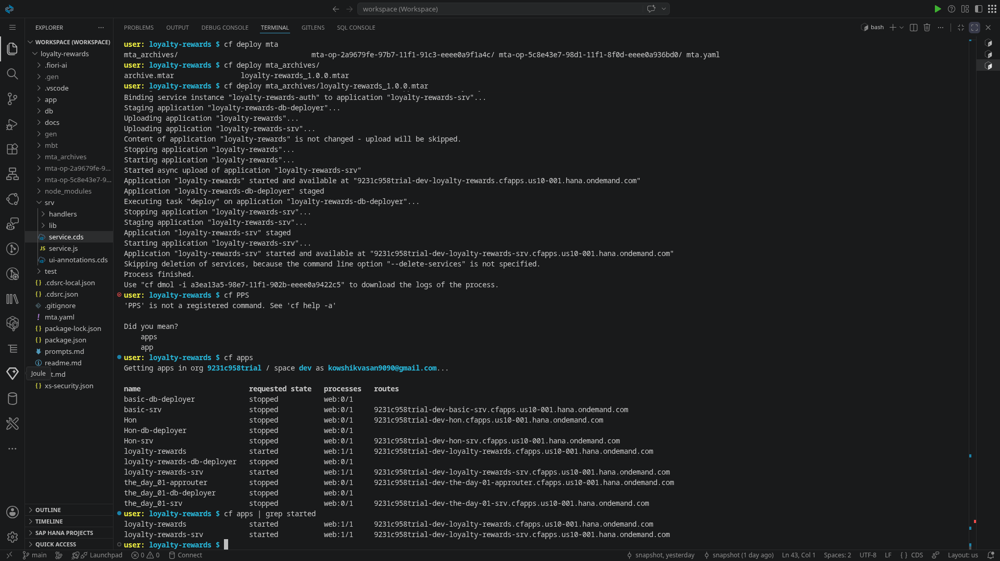 workspace (Workspace)
EXPLORER
WORKSPACE (WORKSPACE)
loyalty-rewards
.fiori-ai
.gen
.vscode
app
db
docs
gen
mbt
mta_archives
mta-op-2a9679fe-9...
mta-op-5c8e43e7-9...
node_modules
srv
handlers
lib
service.cds
JS service.js
ui-annotations.cds
test
{} .cdsrc-local.json
{} .cdsrc.json
.gitignore
! mta.yaml
{} package-lock.json
{} package.json
prompts.md
readme.md
t.md
Joule
{} xs-security.json
OUTLINE
TIMELINE
SAP HANA PROJECTS
QUICK ACCESS
PROBLEMS OUTPUT DEBUG CONSOLE TERMINAL GITLENS SQL CONSOLE
bash
user: loyalty-rewards $ cf deploy mta
mta_archives/ mta-op-2a9679fe-97b7-11f1-91c3-eeee0a9f1a4c/ mta-op-5c8e43e7-98d1-11f1-8f0d-eeee0a936bd0/ mta.yaml
user: loyalty-rewards $ cf deploy mta_archives/
archive.mtar loyalty-rewards_1.0.0.mtar
user: loyalty-rewards $ cf deploy mta_archives/loyalty-rewards_1.0.0.mtar
Binding service instance "loyalty-rewards-auth" to application "loyalty-rewards-srv"...
Staging application "loyalty-rewards-db-deployer"...
Uploading application "loyalty-rewards"...
Uploading application "loyalty-rewards-srv"...
Content of application "loyalty-rewards" is not changed - upload will be skipped.
Stopping application "loyalty-rewards"...
Starting application "loyalty-rewards"...
Started async upload of application "loyalty-rewards-srv"
Application "loyalty-rewards" started and available at "9231c958trial-dev-loyalty-rewards.cfapps.us10-001.hana.ondemand.com"
Application "loyalty-rewards-db-deployer" staged
Executing task "deploy" on application "loyalty-rewards-db-deployer"...
Stopping application "loyalty-rewards-srv"...
Staging application "loyalty-rewards-srv"...
Application "loyalty-rewards-srv" staged
Starting application "loyalty-rewards-srv"...
Application "loyalty-rewards-srv" started and available at "9231c958trial-dev-loyalty-rewards-srv.cfapps.us10-001.hana.ondemand.com"
Skipping deletion of services, because the command line option "--delete-services" is not specified.
Process finished.
Use "cf dmol -i a3ea13a5-98e7-11f1-902b-eeee0a9422c5" to download the logs of the process.
user: loyalty-rewards $ cf PPS
'PPS' is not a registered command. See 'cf help -a'
Did you mean?
apps
app
user: loyalty-rewards $ cf apps
Getting apps in org 9231c958trial / space dev as kowshikvasan9090@gmail.com...
name requested state processes routes
basic-db-deployer stopped web:0/1
basic-srv stopped web:0/1 9231c958trial-dev-basic-srv.cfapps.us10-001.hana.ondemand.com
Hon stopped web:0/1 9231c958trial-dev-hon.cfapps.us10-001.hana.ondemand.com
Hon-db-deployer stopped web:0/1
Hon-srv stopped web:0/1 9231c958trial-dev-hon-srv.cfapps.us10-001.hana.ondemand.com
loyalty-rewards started web:1/1 9231c958trial-dev-loyalty-rewards.cfapps.us10-001.hana.ondemand.com
loyalty-rewards-db-deployer stopped web:0/1
loyalty-rewards-srv started web:1/1 9231c958trial-dev-loyalty-rewards-srv.cfapps.us10-001.hana.ondemand.com
the_day_01-approuter stopped web:0/1 9231c958trial-dev-the-day-01-approuter.cfapps.us10-001.hana.ondemand.com
the_day_01-db-deployer stopped web:0/1
the_day_01-srv stopped web:0/1 9231c958trial-dev-the-day-01-srv.cfapps.us10-001.hana.ondemand.com
user: loyalty-rewards $ cf apps | grep started
loyalty-rewards started web:1/1 9231c958trial-dev-loyalty-rewards.cfapps.us10-001.hana.ondemand.com
loyalty-rewards-srv started web:1/1 9231c958trial-dev-loyalty-rewards-srv.cfapps.us10-001.hana.ondemand.com
user: loyalty-rewards $
main Launchpad 0 0 Connect snapshot, yesterday snapshot (1 day ago) Ln 43, Col 1 Spaces: 2 UTF-8 LF { } CDS Layout: us